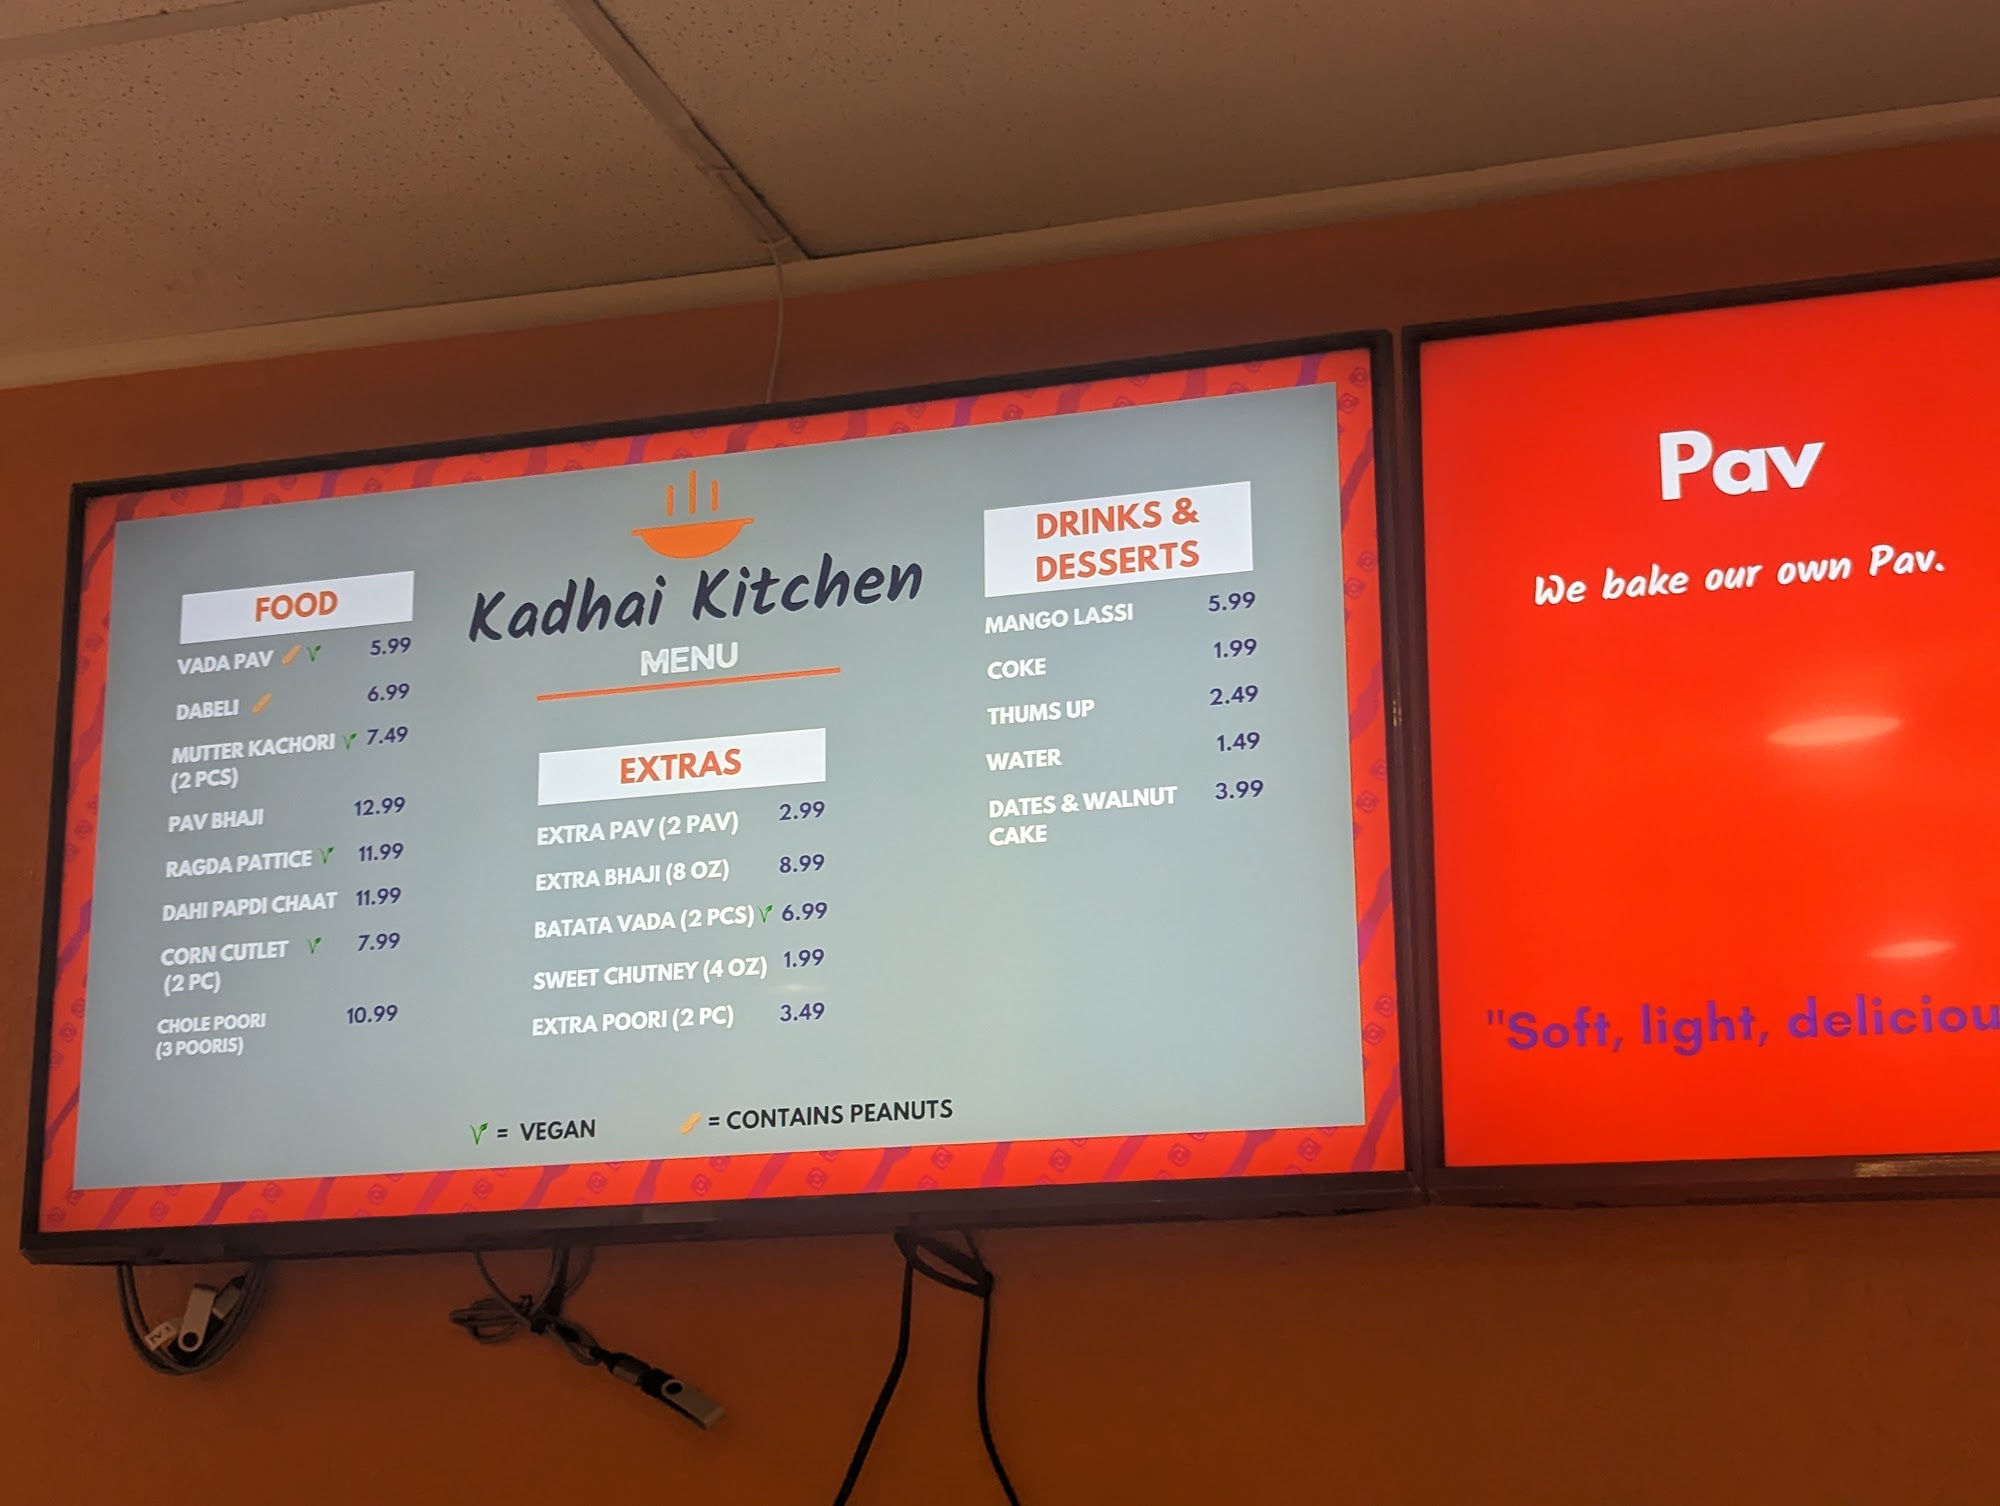 FOOD
VADA PAV 5.99
DABELI 6.99
MUTTER KACHORI 7.49
(2 PCS)
PAV BHAJI 12.99
RAGDA PATTICE 11.99
DAHI PAPDI CHAAT 11.99
CORN CUTLET 7.99
(2 PC)
CHOLE POORI 10.99
(3 POORIS)
Kadhai Kitchen
MENU
EXTRAS
EXTRA PAV (2 PAV) 2.99
EXTRA BHAJI (8 OZ) 8.99
BATATA VADA (2 PCS) 6.99
SWEET CHUTNEY (4 OZ) 1.99
EXTRA POORI (2 PC) 3.49
DRINKS &
DESSERTS
MANGO LASSI 5.99
COKE 1.99
THUMS UP 2.49
WATER 1.49
DATES & WALNUT 3.99
CAKE
= VEGAN
= CONTAINS PEANUTS
Pav
We bake our own Pav.
"Soft, light, deliciou